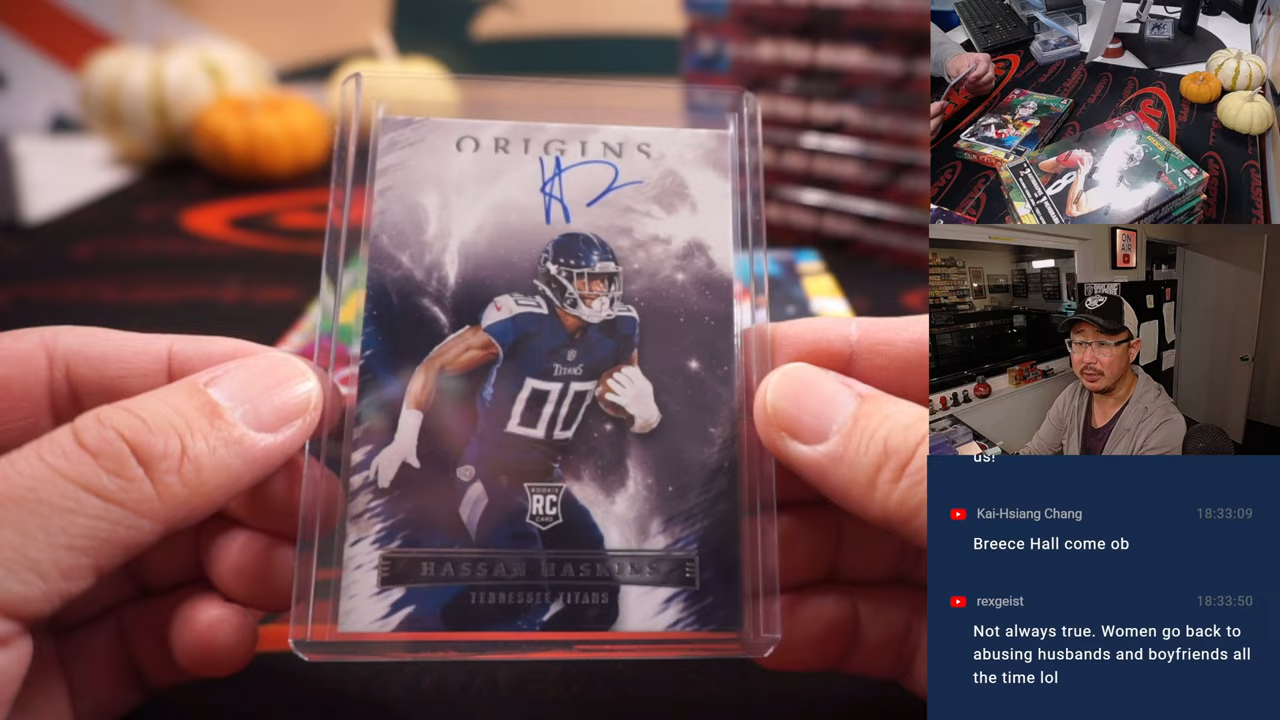 ORIGINS
TITANS
00
ROOKIE
RC
CARD
HASSAN HASKINS
TENNESSEE TITANS
ON
AIR
us!
Kai-Hsiang Chang 18:33:09
Breece Hall come ob
rexgeist 18:33:50
Not always true. Women go back to
abusing husbands and boyfriends all
the time lol